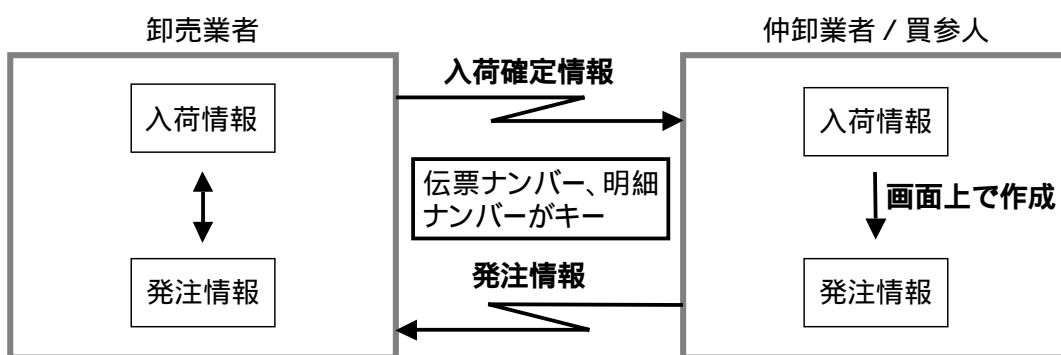 卸売業者
仲卸業者 / 買参人
入荷確定情報
入荷情報
入荷情報
伝票ナンバー、明細
ナンバーがキー
画面上で作成
発注情報
発注情報
発注情報